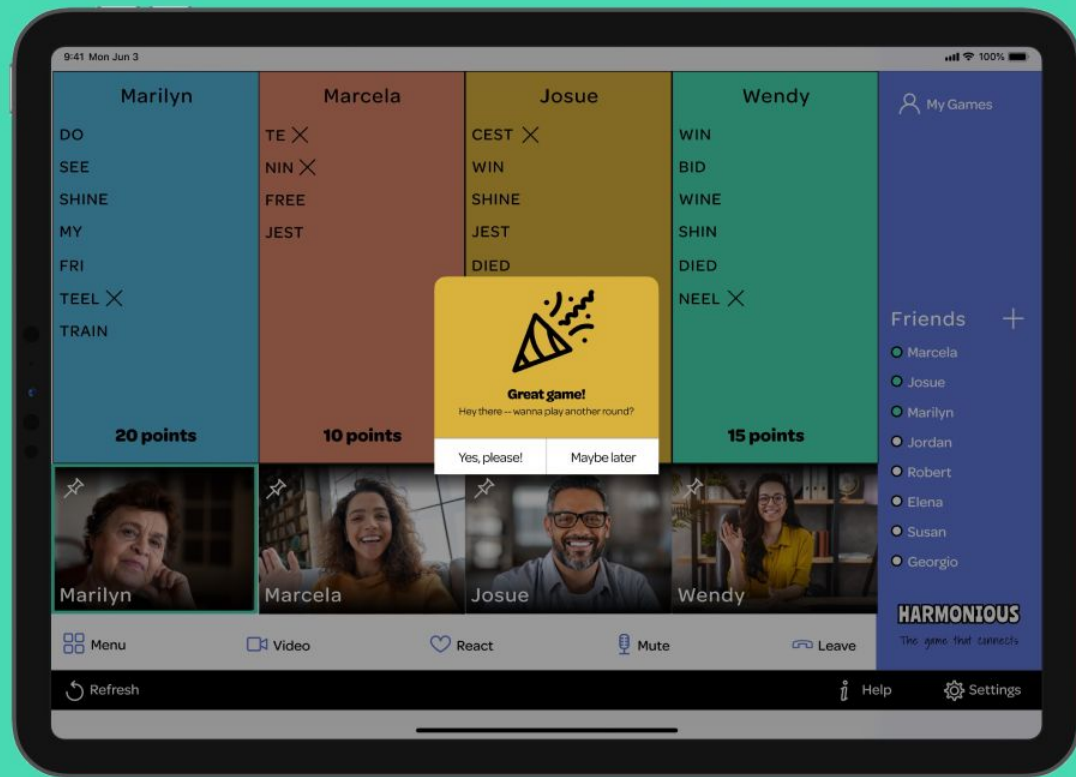 9:41 Mon Jun 3
100%
Marilyn
DO
SEE
SHINE
MY
FRI
TEEL
TRAIN
20 points
Marcela
TE
NIN
FREE
JEST
10 points
Josue
CEST
WIN
SHINE
JEST
DIED
Wendy
WIN
BID
WINE
SHIN
DIED
NEEL
15 points
Great game!
Hey there -- wanna play another round?
Yes, please!
Maybe later
Marilyn
Marcela
Josue
Wendy
Menu
Video
React
Mute
Leave
My Games
Friends
Marcela
Josue
Marilyn
Jordan
Robert
Elena
Susan
Georgio
HARMONIOUS
The game that connects
Refresh
Help
Settings